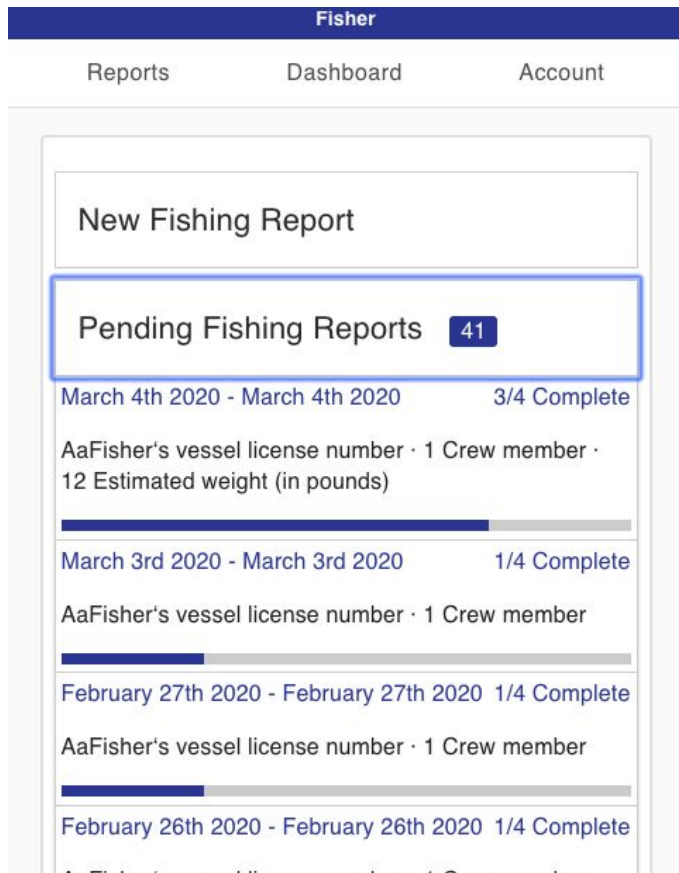 Fisher
Reports Dashboard Account
New Fishing Report
Pending Fishing Reports 41
March 4th 2020 - March 4th 2020 3/4 Complete
AaFisher‘s vessel license number · 1 Crew member ·
12 Estimated weight (in pounds)
March 3rd 2020 - March 3rd 2020 1/4 Complete
AaFisher‘s vessel license number · 1 Crew member
February 27th 2020 - February 27th 2020 1/4 Complete
AaFisher‘s vessel license number · 1 Crew member
February 26th 2020 - February 26th 2020 1/4 Complete